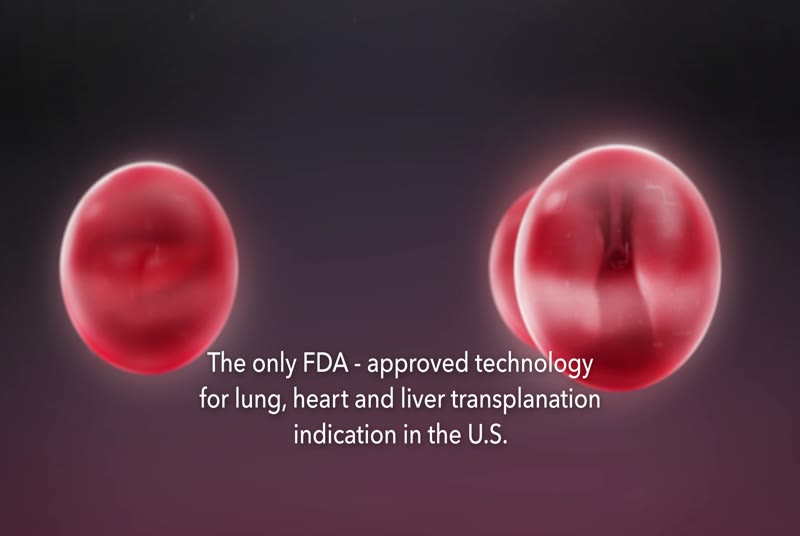 The only FDA - approved technology
for lung, heart and liver transplanation
indication in the U.S.